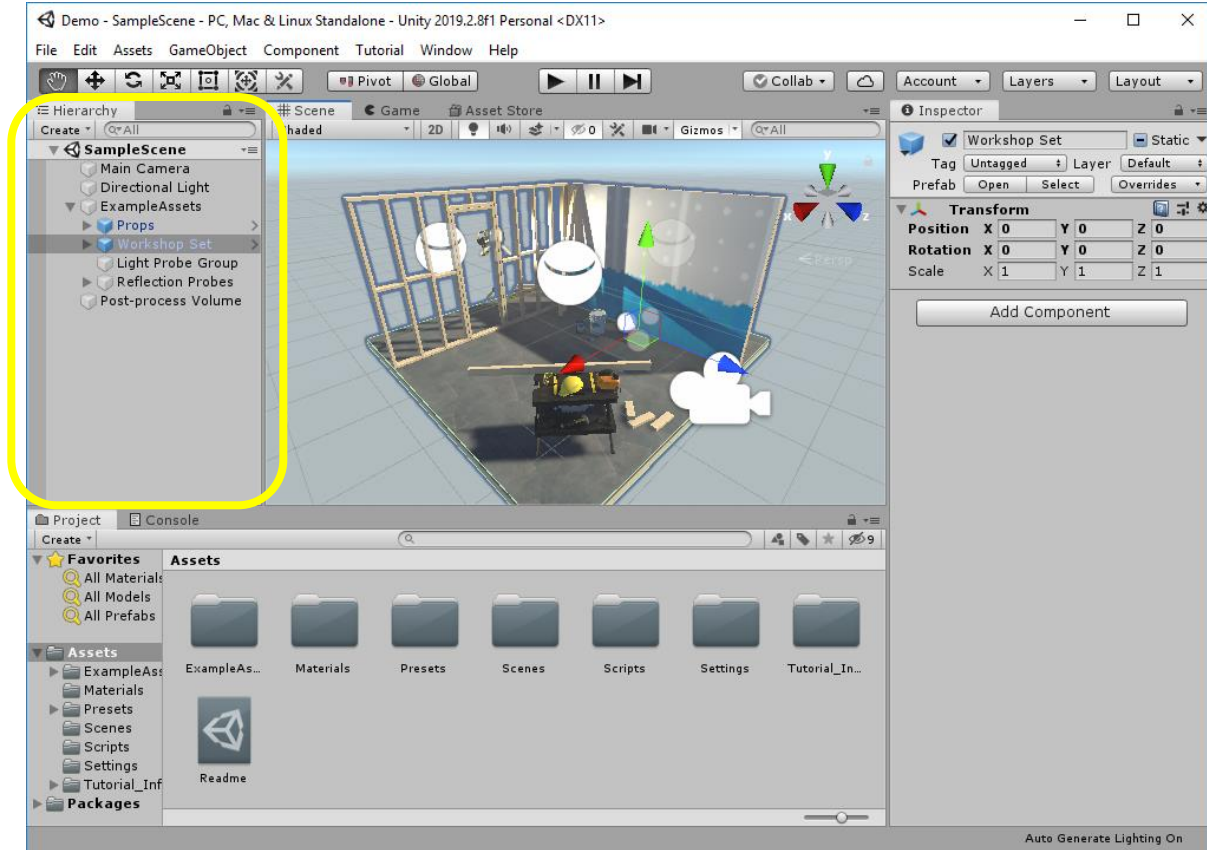 Demo - SampleScene - PC, Mac & Linux Standalone - Unity 2019.2.8f1 Personal <DX11>
File Edit Assets GameObject Component Tutorial Window Help
Pivot Global Collab Account Layers Layout
Hierarchy
Create All
SampleScene
Main Camera
Directional Light
ExampleAssets
Props
Workshop Set
Light Probe Group
Reflection Probes
Post-process Volume
Scene Game Asset Store
haded 2D 0 Gizmos All
y
x z
Persp
Inspector
Workshop Set Static
Tag Untagged Layer Default
Prefab Open Select Overrides
Transform
Position X 0 Y 0 Z 0
Rotation X 0 Y 0 Z 0
Scale X 1 Y 1 Z 1
Add Component
Project Console
Create 9
Favorites
All Materials
All Models
All Prefabs
Assets
ExampleAss
Materials
Presets
Scenes
Scripts
Settings
Tutorial_Inf
Packages
Assets
ExampleAs... Materials Presets Scenes Scripts Settings Tutorial_In...
Readme
Auto Generate Lighting On